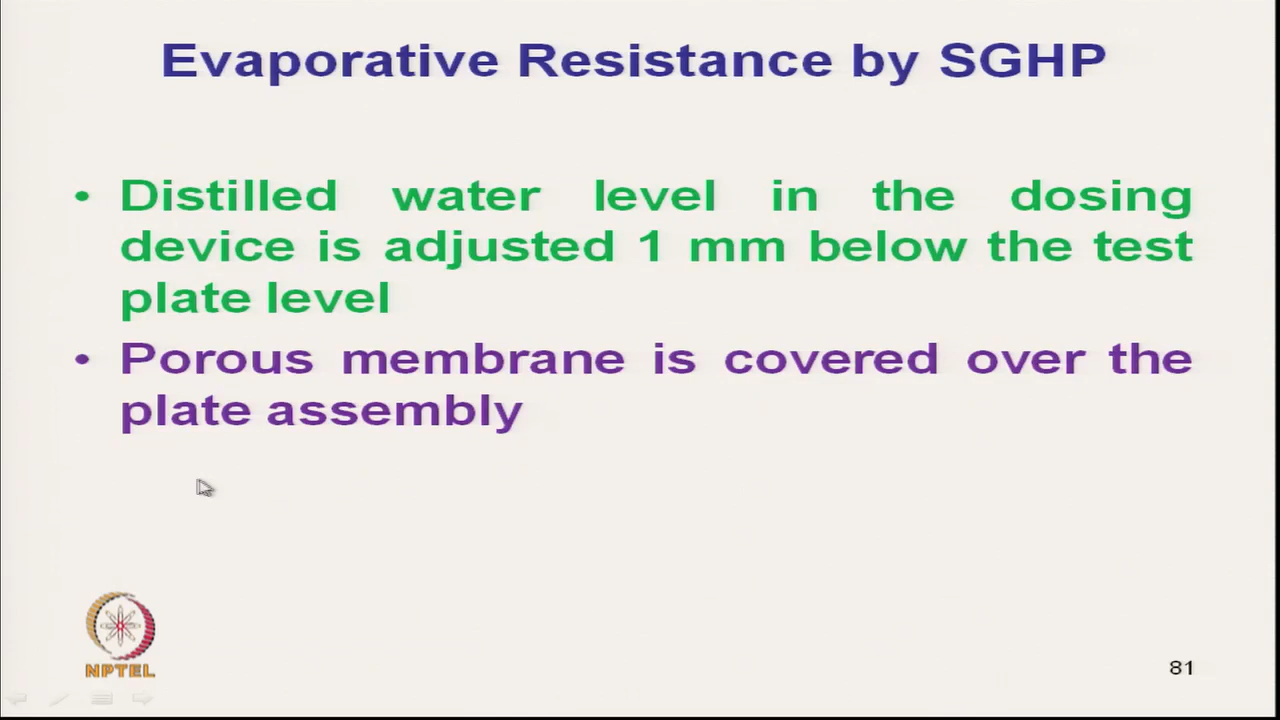 Evaporative Resistance by SGHP
• Distilled water level in the dosing
device is adjusted 1 mm below the test
plate level
• Porous membrane is covered over the
plate assembly
NPTEL
81